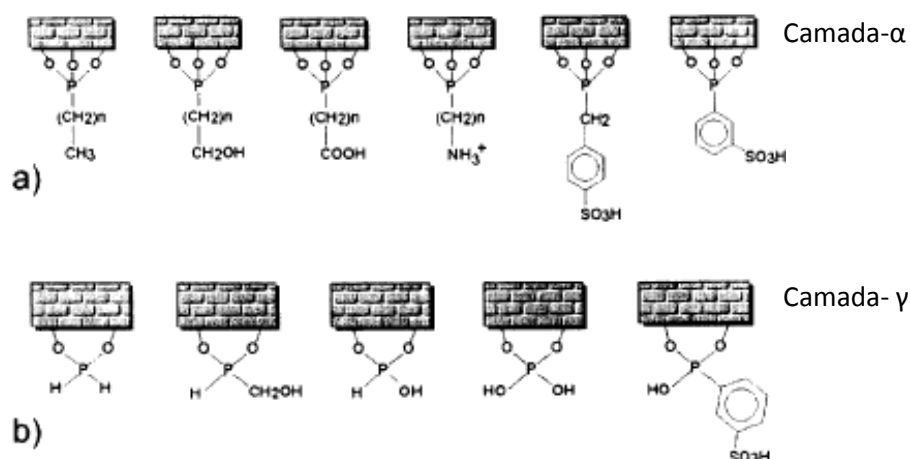 Camada-α
O O O O O O O O O O O O O O O O O O
P P P P P P
(CH2)n (CH2)n (CH2)n (CH2)n CH2
CH3 CH2OH COOH NH3+ SO3H
SO3H
a)
Camada- γ
O O O O O O O O O O
P P P P P
H H H CH2OH H OH HO OH HO
b)
SO3H